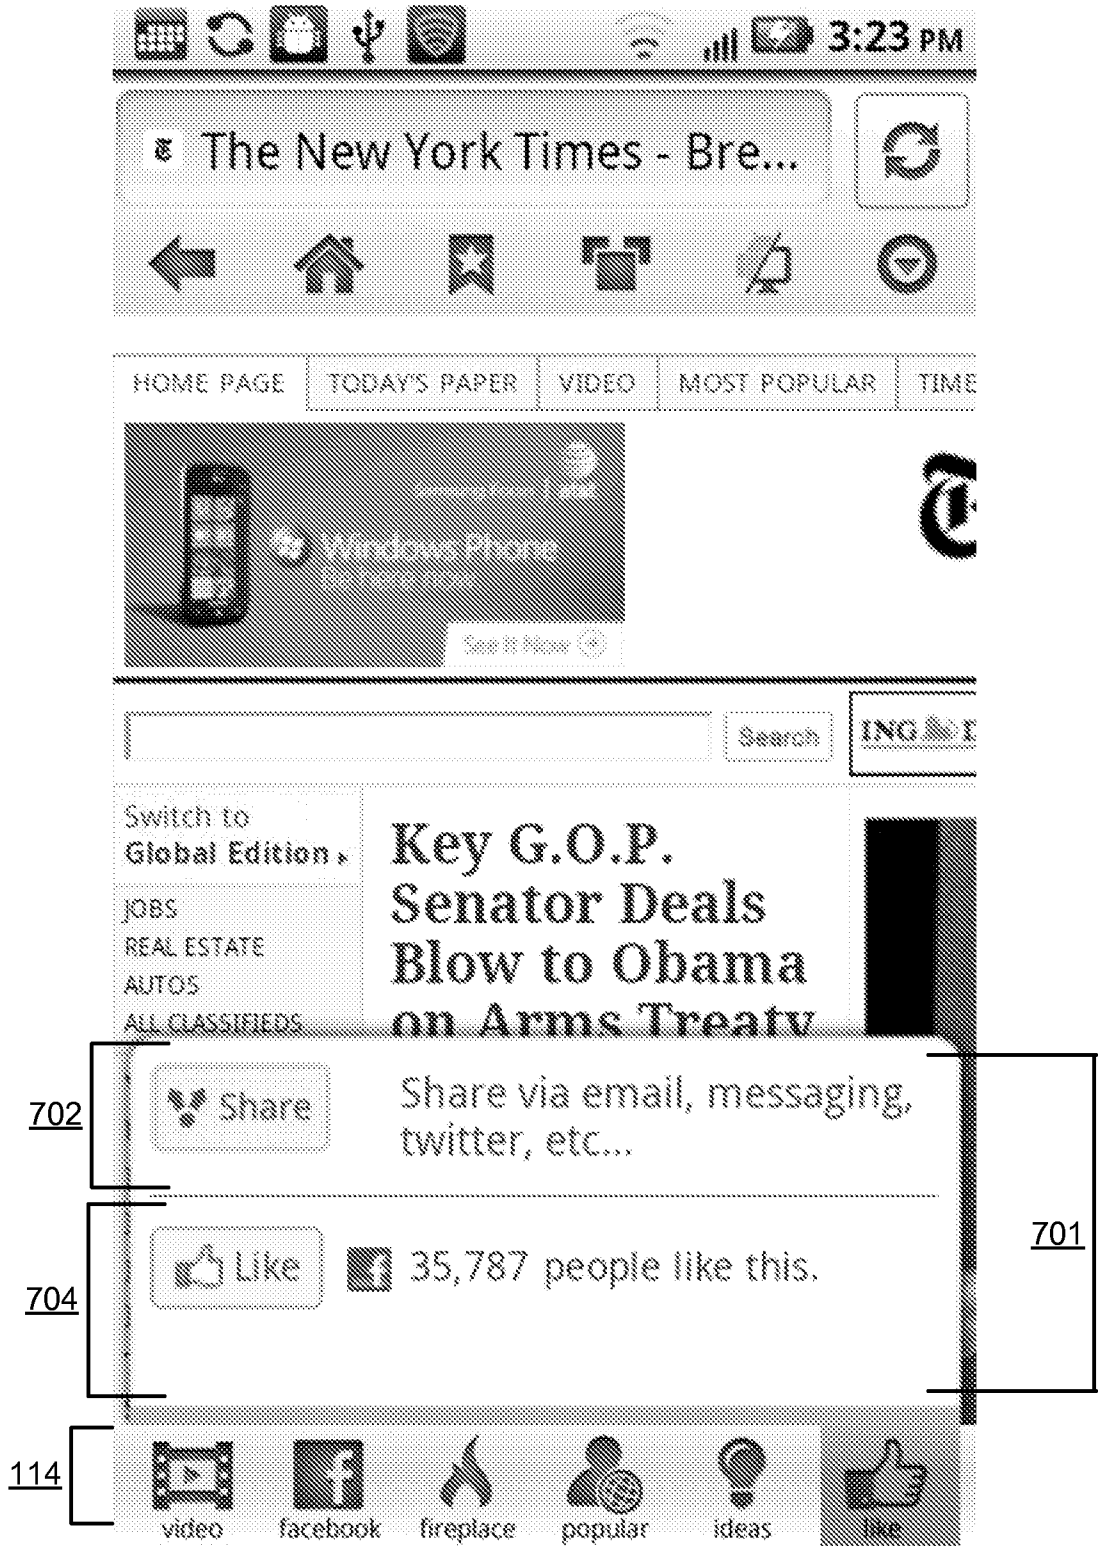 3:23 PM
The New York Times - Bre...
HOME PAGE TODAY'S PAPER VIDEO MOST POPULAR TIME
Windows Phone
See It Now
Search
ING D
Switch to
Global Edition
JOBS
REAL ESTATE
AUTOS
ALL CLASSIFIEDS
Key G.O.P.
Senator Deals
Blow to Obama
on Arms Treaty
702
Share
Share via email, messaging,
twitter, etc...
701
704
Like
f 35,787 people like this.
114
video facebook fireplace popular ideas like